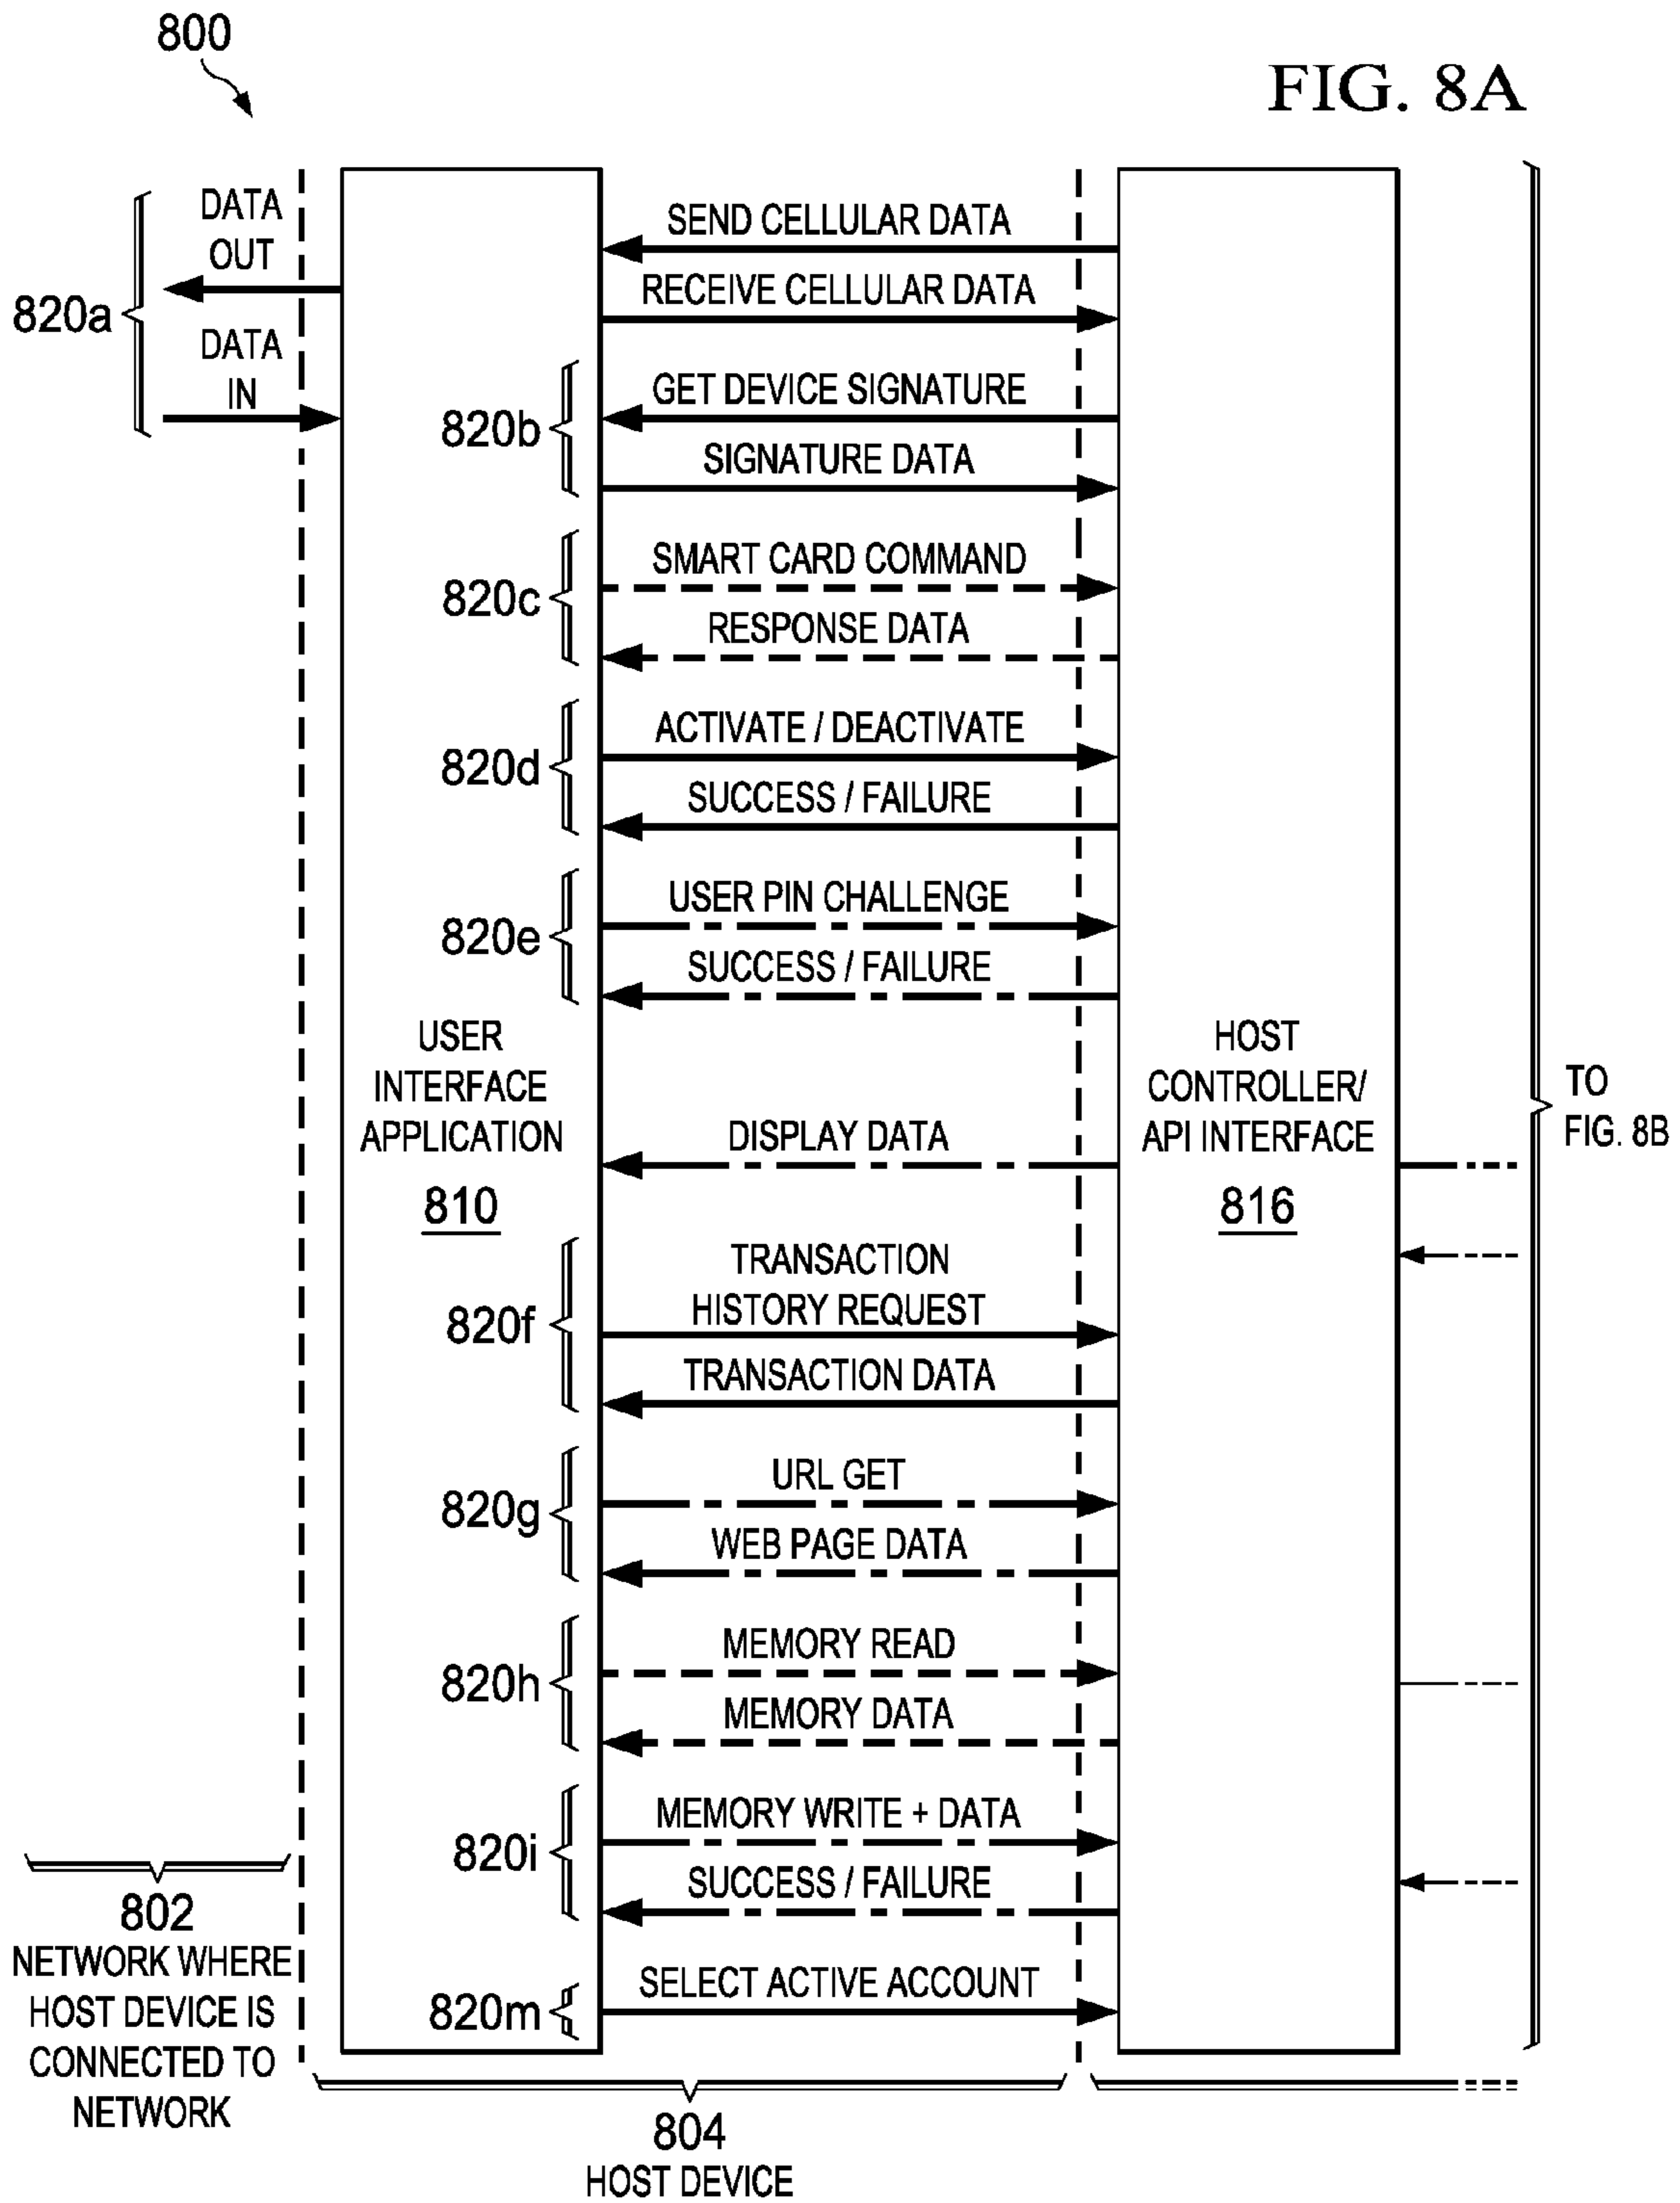 800
FIG. 8A
DATA
OUT
820a
DATA
IN
SEND CELLULAR DATA
RECEIVE CELLULAR DATA
820b
GET DEVICE SIGNATURE
SIGNATURE DATA
820c
SMART CARD COMMAND
RESPONSE DATA
820d
ACTIVATE / DEACTIVATE
SUCCESS / FAILURE
820e
USER PIN CHALLENGE
SUCCESS / FAILURE
USER
INTERFACE
APPLICATION
810
DISPLAY DATA
HOST
CONTROLLER/
API INTERFACE
816
TO
FIG. 8B
820f
TRANSACTION
HISTORY REQUEST
TRANSACTION DATA
820g
URL GET
WEB PAGE DATA
820h
MEMORY READ
MEMORY DATA
820i
MEMORY WRITE + DATA
SUCCESS / FAILURE
820m
SELECT ACTIVE ACCOUNT
802
NETWORK WHERE
HOST DEVICE IS
CONNECTED TO
NETWORK
804
HOST DEVICE